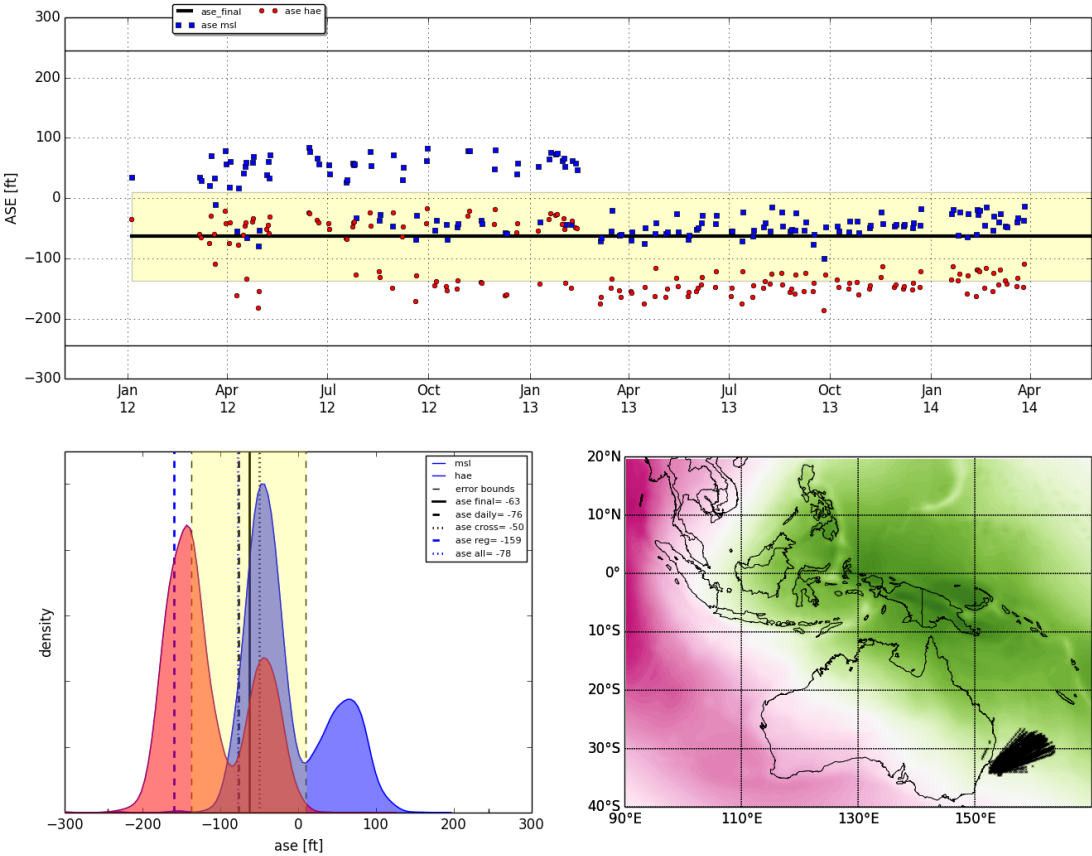 ase_final
ase hae
ase msl
300
200
100
0
−100
−200
−300
ASE [ft]
Jan 12
Apr 12
Jul 12
Oct 12
Jan 13
Apr 13
Jul 13
Oct 13
Jan 14
Apr 14
msl
hae
error bounds
ase final= -63
ase daily= -76
ase cross= -50
ase reg= -159
ase all= -78
density
−300
−200
−100
0
100
200
300
ase [ft]
20°N
10°N
0°
10°S
20°S
30°S
40°S
90°E
110°E
130°E
150°E